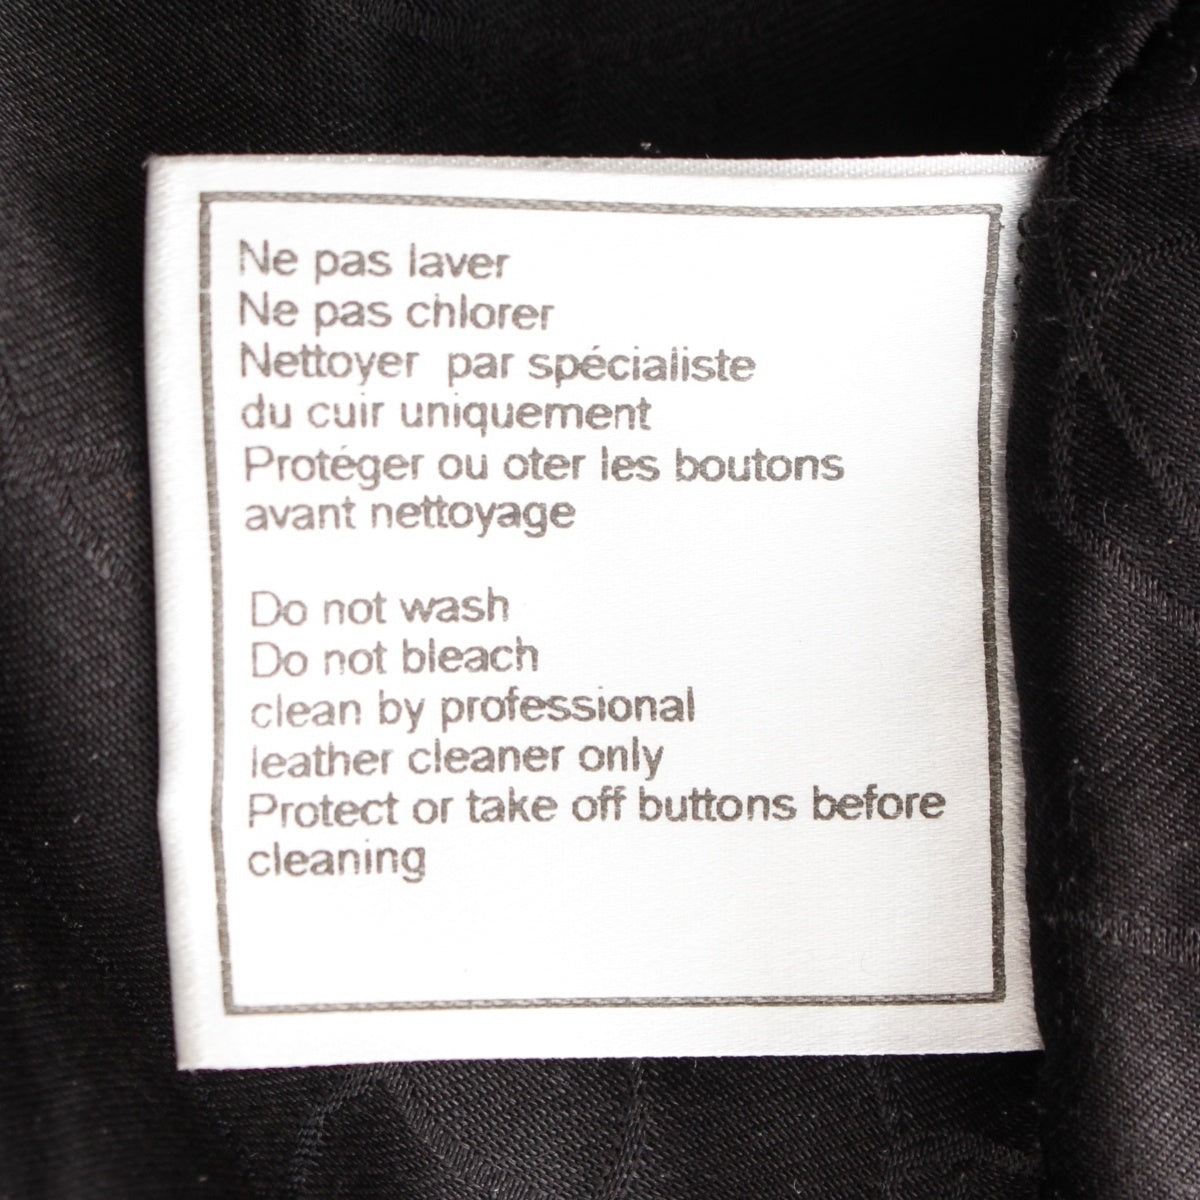 Ne pas laver
Ne pas chlorer
Nettoyer par spécialiste
du cuir uniquement
Protéger ou oter les boutons
avant nettoyage
Do not wash
Do not bleach
clean by professional
leather cleaner only
Protect or take off buttons before
cleaning